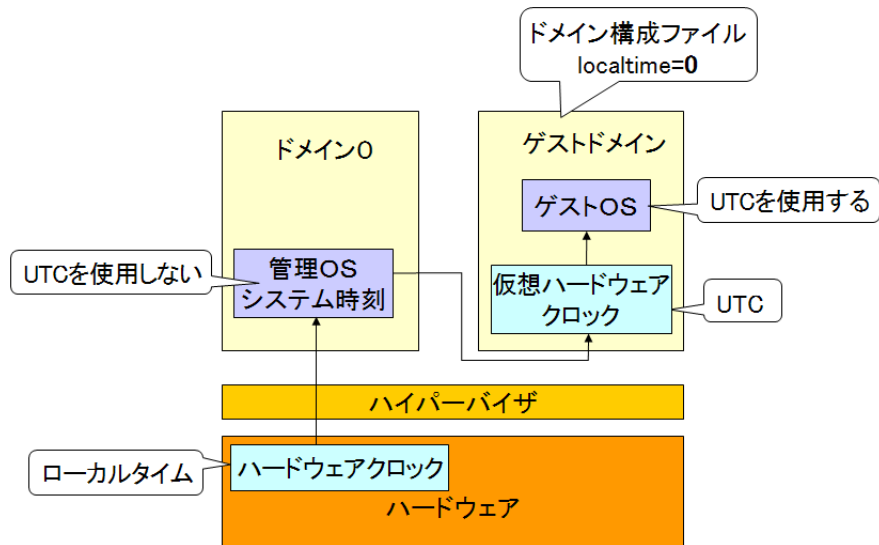 ドメイン構成ファイル
localtime=0
ドメイン0
ゲストドメイン
ゲストOS
UTCを使用する
UTCを使用しない
管理OS
システム時刻
仮想ハードウェア
クロック
UTC
ハイパーバイザ
ローカルタイム
ハードウェアクロック
ハードウェア